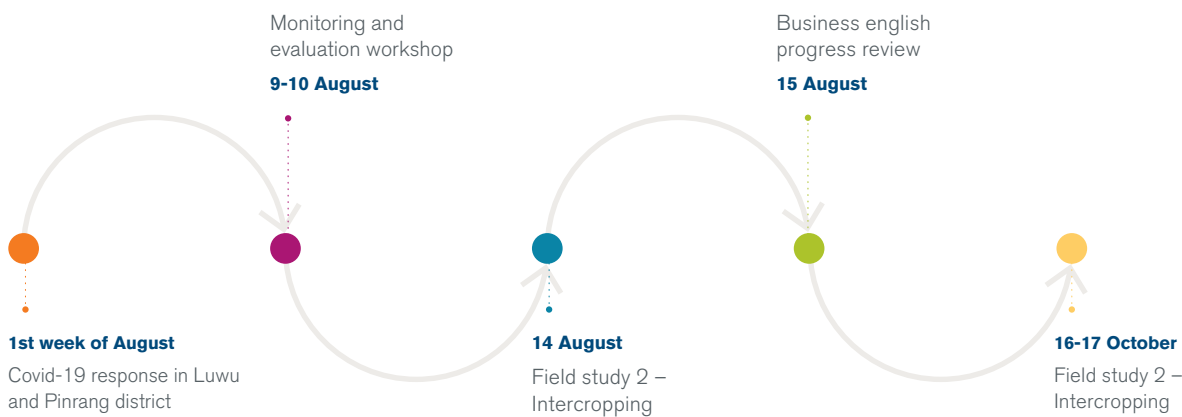 Monitoring and
evaluation workshop
9-10 August
Business english
progress review
15 August
1st week of August
Covid-19 response in Luwu
and Pinrang district
14 August
Field study 2 –
Intercropping
16-17 October
Field study 2 –
Intercropping